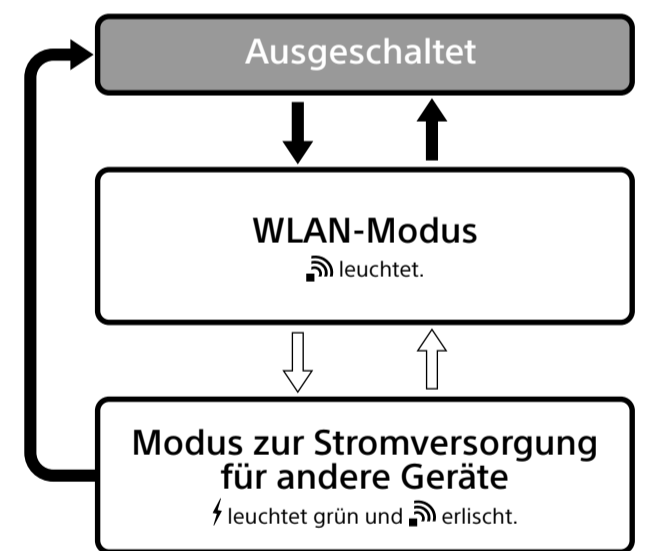 Ausgeschaltet
WLAN-Modus
leuchtet.
Modus zur Stromversorgung
für andere Geräte
leuchtet grün und erlischt.